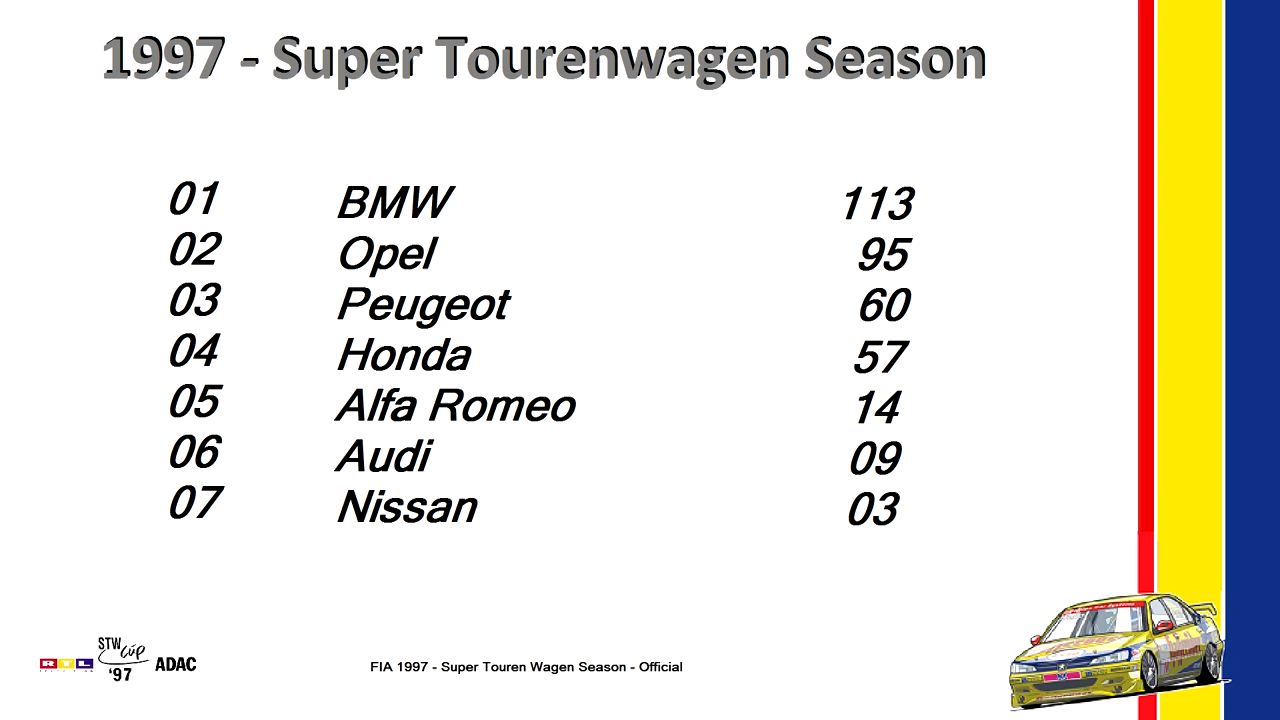 1997 - Super Tourenwagen Season
01 BMW 113
02 Opel 95
03 Peugeot 60
04 Honda 57
05 Alfa Romeo 14
06 Audi 09
07 Nissan 03
STW
cup
RTL ADAC
'97
FIA 1997 - Super Touren Wagen Season - Official